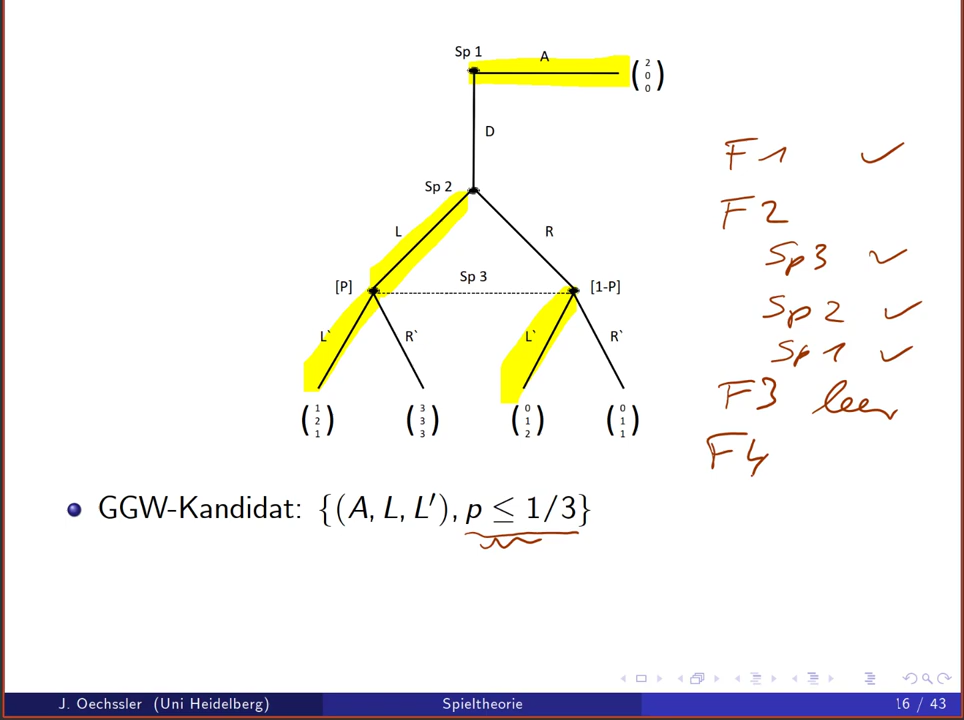 Sp 1
A
2
0
0
D
Sp 2
L
R
[P]
Sp 3
[1-P]
L`
R`
L`
R`
1
2
1
3
3
3
0
1
2
0
1
1
F1 ✓
F2
Sp3 ✓
Sp2 ✓
Sp1 ✓
F3 leer
F4
GGW-Kandidat: {(A, L, L′), p ≤ 1/3}
J. Oechssler (Uni Heidelberg) Spieltheorie 16 / 43